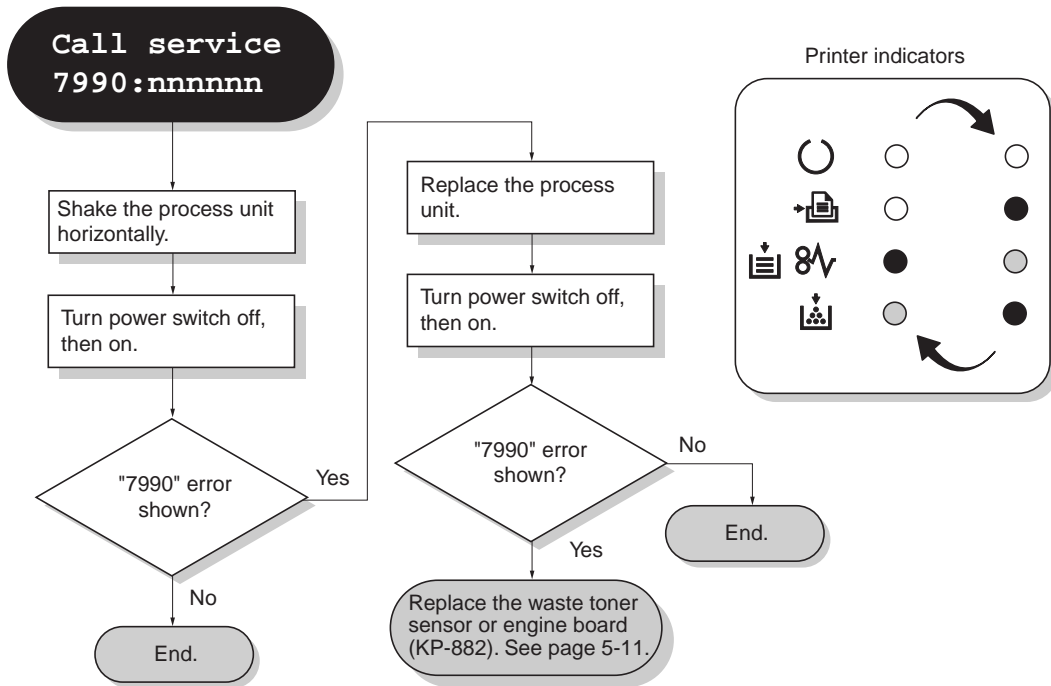 Call service
7990:nnnnnn
Shake the process unit
horizontally.
Turn power switch off,
then on.
"7990" error
shown?
Yes
No
End.
Replace the process
unit.
Turn power switch off,
then on.
"7990" error
shown?
No
End.
Yes
Replace the waste toner
sensor or engine board
(KP-882). See page 5-11.
Printer indicators